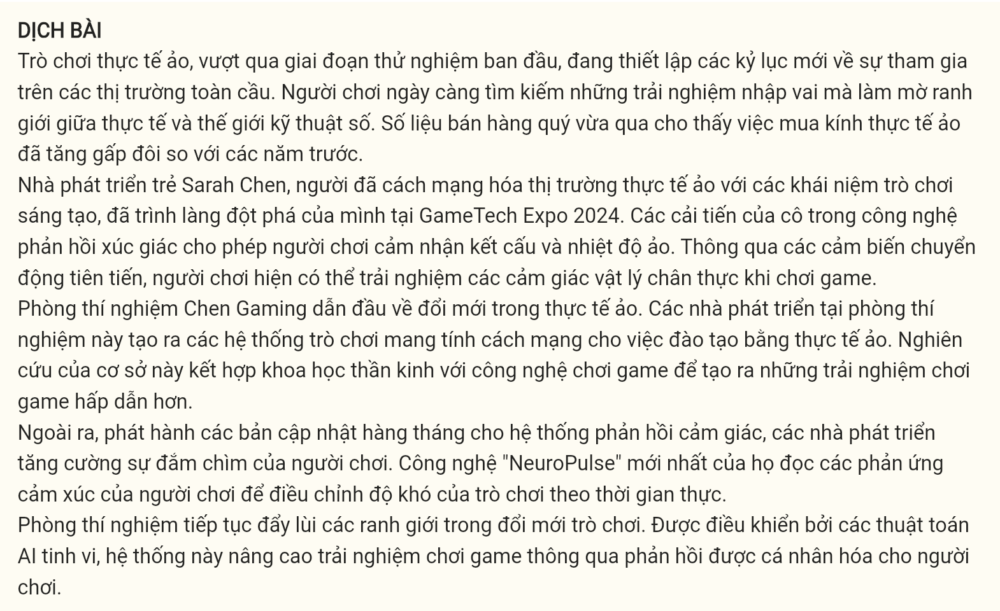 DỊCH BÀI
Trò chơi thực tế ảo, vượt qua giai đoạn thử nghiệm ban đầu, đang thiết lập các kỷ lục mới về sự tham gia
trên các thị trường toàn cầu. Người chơi ngày càng tìm kiếm những trải nghiệm nhập vai mà làm mờ ranh
giới giữa thực tế và thế giới kỹ thuật số. Số liệu bán hàng quý vừa qua cho thấy việc mua kính thực tế ảo
đã tăng gấp đôi so với các năm trước.
Nhà phát triển trẻ Sarah Chen, người đã cách mạng hóa thị trường thực tế ảo với các khái niệm trò chơi
sáng tạo, đã trình làng đột phá của mình tại GameTech Expo 2024. Các cải tiến của cô trong công nghệ
phản hồi xúc giác cho phép người chơi cảm nhận kết cấu và nhiệt độ ảo. Thông qua các cảm biến chuyển
động tiên tiến, người chơi hiện có thể trải nghiệm các cảm giác vật lý chân thực khi chơi game.
Phòng thí nghiệm Chen Gaming dẫn đầu về đổi mới trong thực tế ảo. Các nhà phát triển tại phòng thí
nghiệm này tạo ra các hệ thống trò chơi mang tính cách mạng cho việc đào tạo bằng thực tế ảo. Nghiên
cứu của cơ sở này kết hợp khoa học thần kinh với công nghệ chơi game để tạo ra những trải nghiệm chơi
game hấp dẫn hơn.
Ngoài ra, phát hành các bản cập nhật hàng tháng cho hệ thống phản hồi cảm giác, các nhà phát triển
tăng cường sự đắm chìm của người chơi. Công nghệ "NeuroPulse" mới nhất của họ đọc các phản ứng
cảm xúc của người chơi để điều chỉnh độ khó của trò chơi theo thời gian thực.
Phòng thí nghiệm tiếp tục đẩy lùi các ranh giới trong đổi mới trò chơi. Được điều khiển bởi các thuật toán
AI tinh vi, hệ thống này nâng cao trải nghiệm chơi game thông qua phản hồi được cá nhân hóa cho người
chơi.